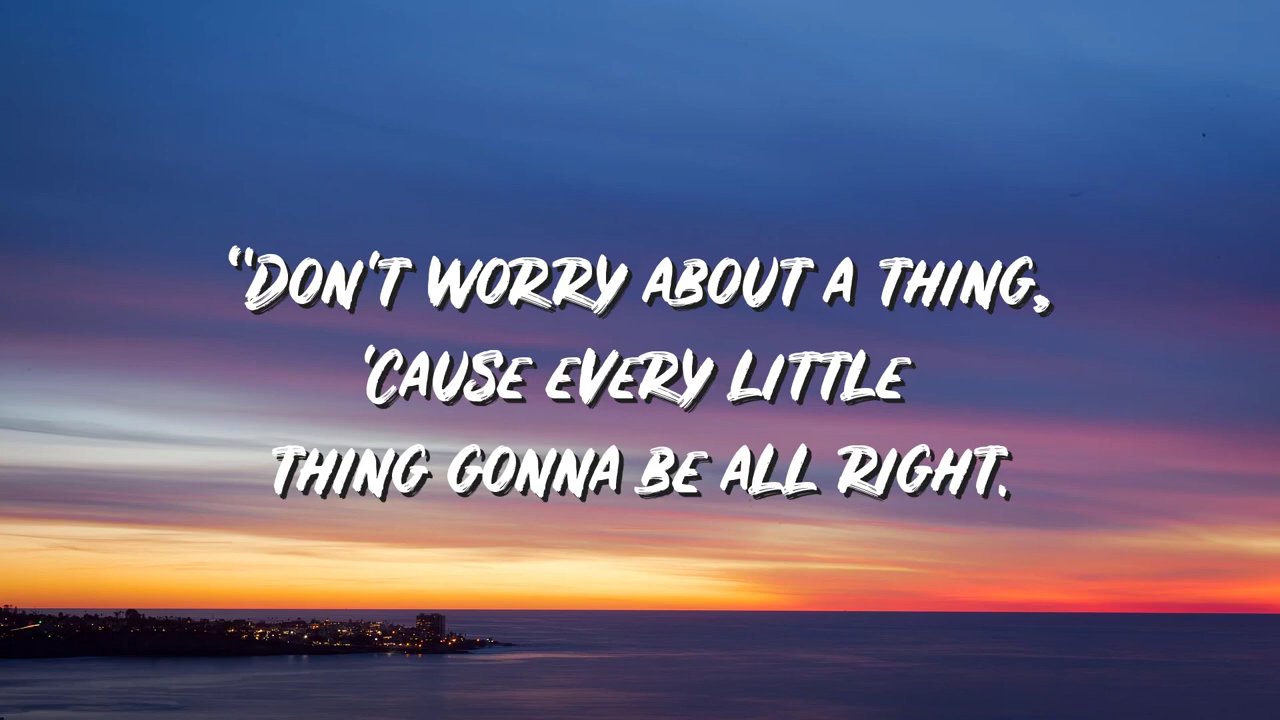 “DON'T WORRY ABOUT A THING,
'CAUSE EVERY LITTLE
THING GONNA BE ALL RIGHT.